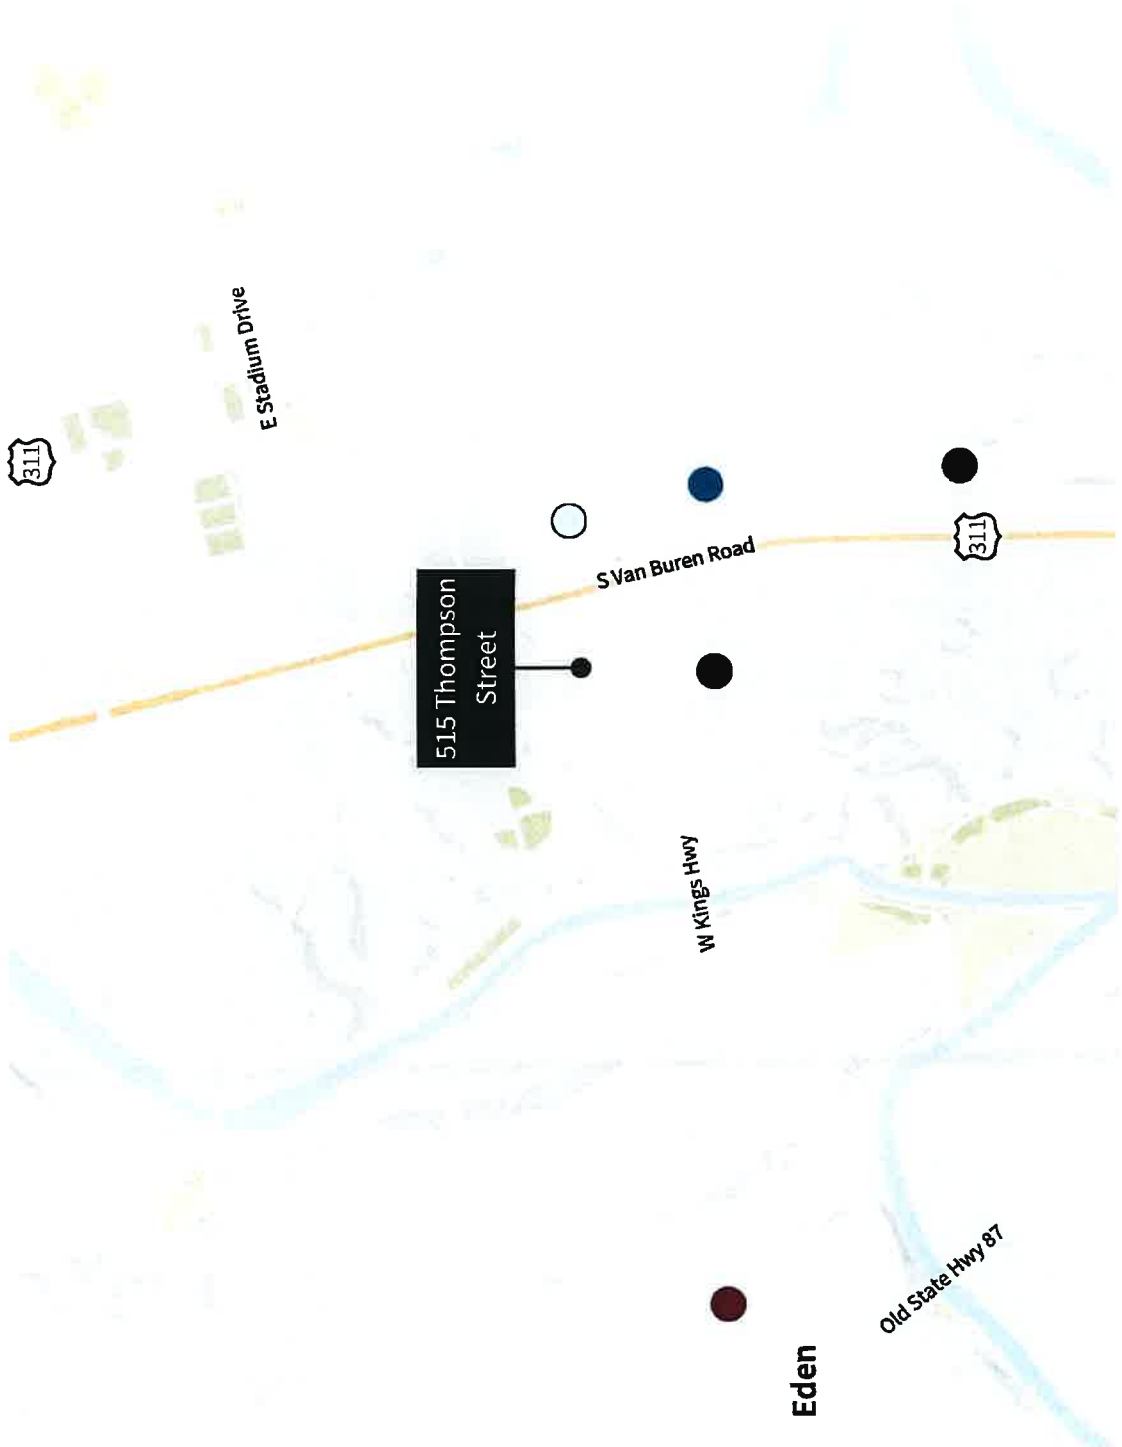 311
E Stadium Drive
515 Thompson
Street
S Van Buren Road
W Kings Hwy
Eden
Old State Hwy 87
311